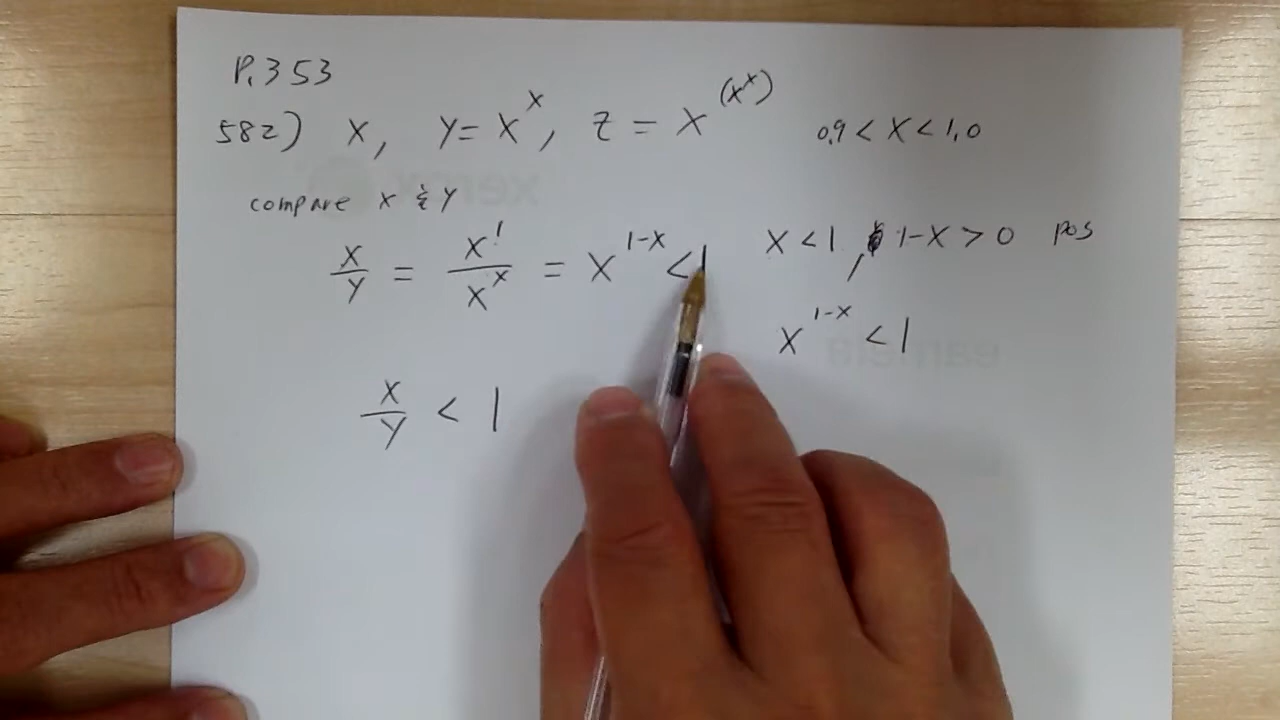 P.353
582) x, y = x^x, z = x^(x^x) 0.9 < x < 1.0
compare x & y
x/y = x^1/x^x = x^(1-x) < 1 x < 1, 1-x > 0 pos
x^(1-x) < 1
x/y < 1